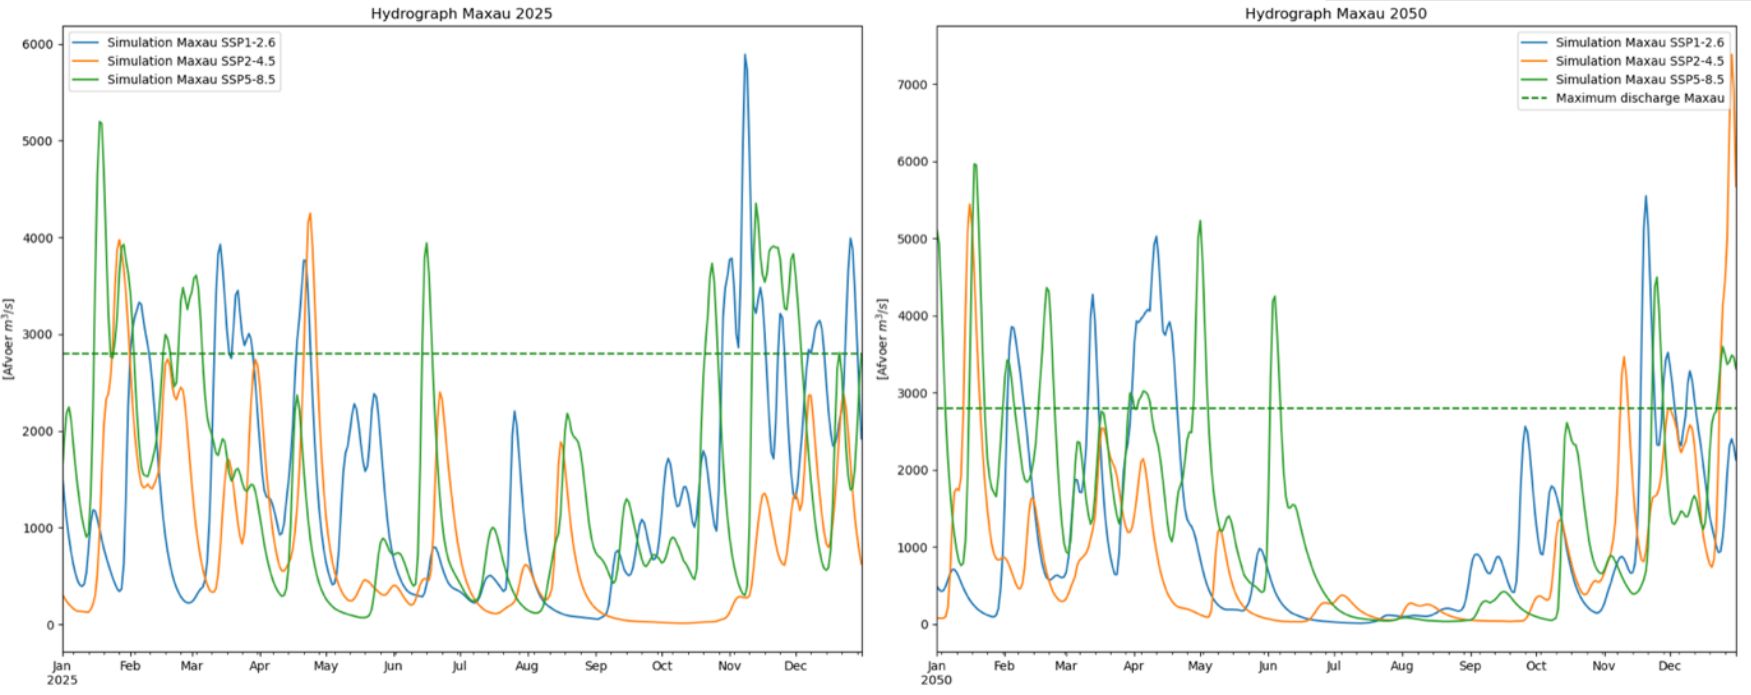 Hydrograph Maxau 2025
Simulation Maxau SSP1-2.6
Simulation Maxau SSP2-4.5
Simulation Maxau SSP5-8.5
[Afvoer m³/s]
6000
5000
4000
3000
2000
1000
0
Jan Feb Mar Apr May Jun Jul Aug Sep Oct Nov Dec
2025
Hydrograph Maxau 2050
Simulation Maxau SSP1-2.6
Simulation Maxau SSP2-4.5
Simulation Maxau SSP5-8.5
Maximum discharge Maxau
[Afvoer m³/s]
7000
6000
5000
4000
3000
2000
1000
0
Jan Feb Mar Apr May Jun Jul Aug Sep Oct Nov Dec
2050